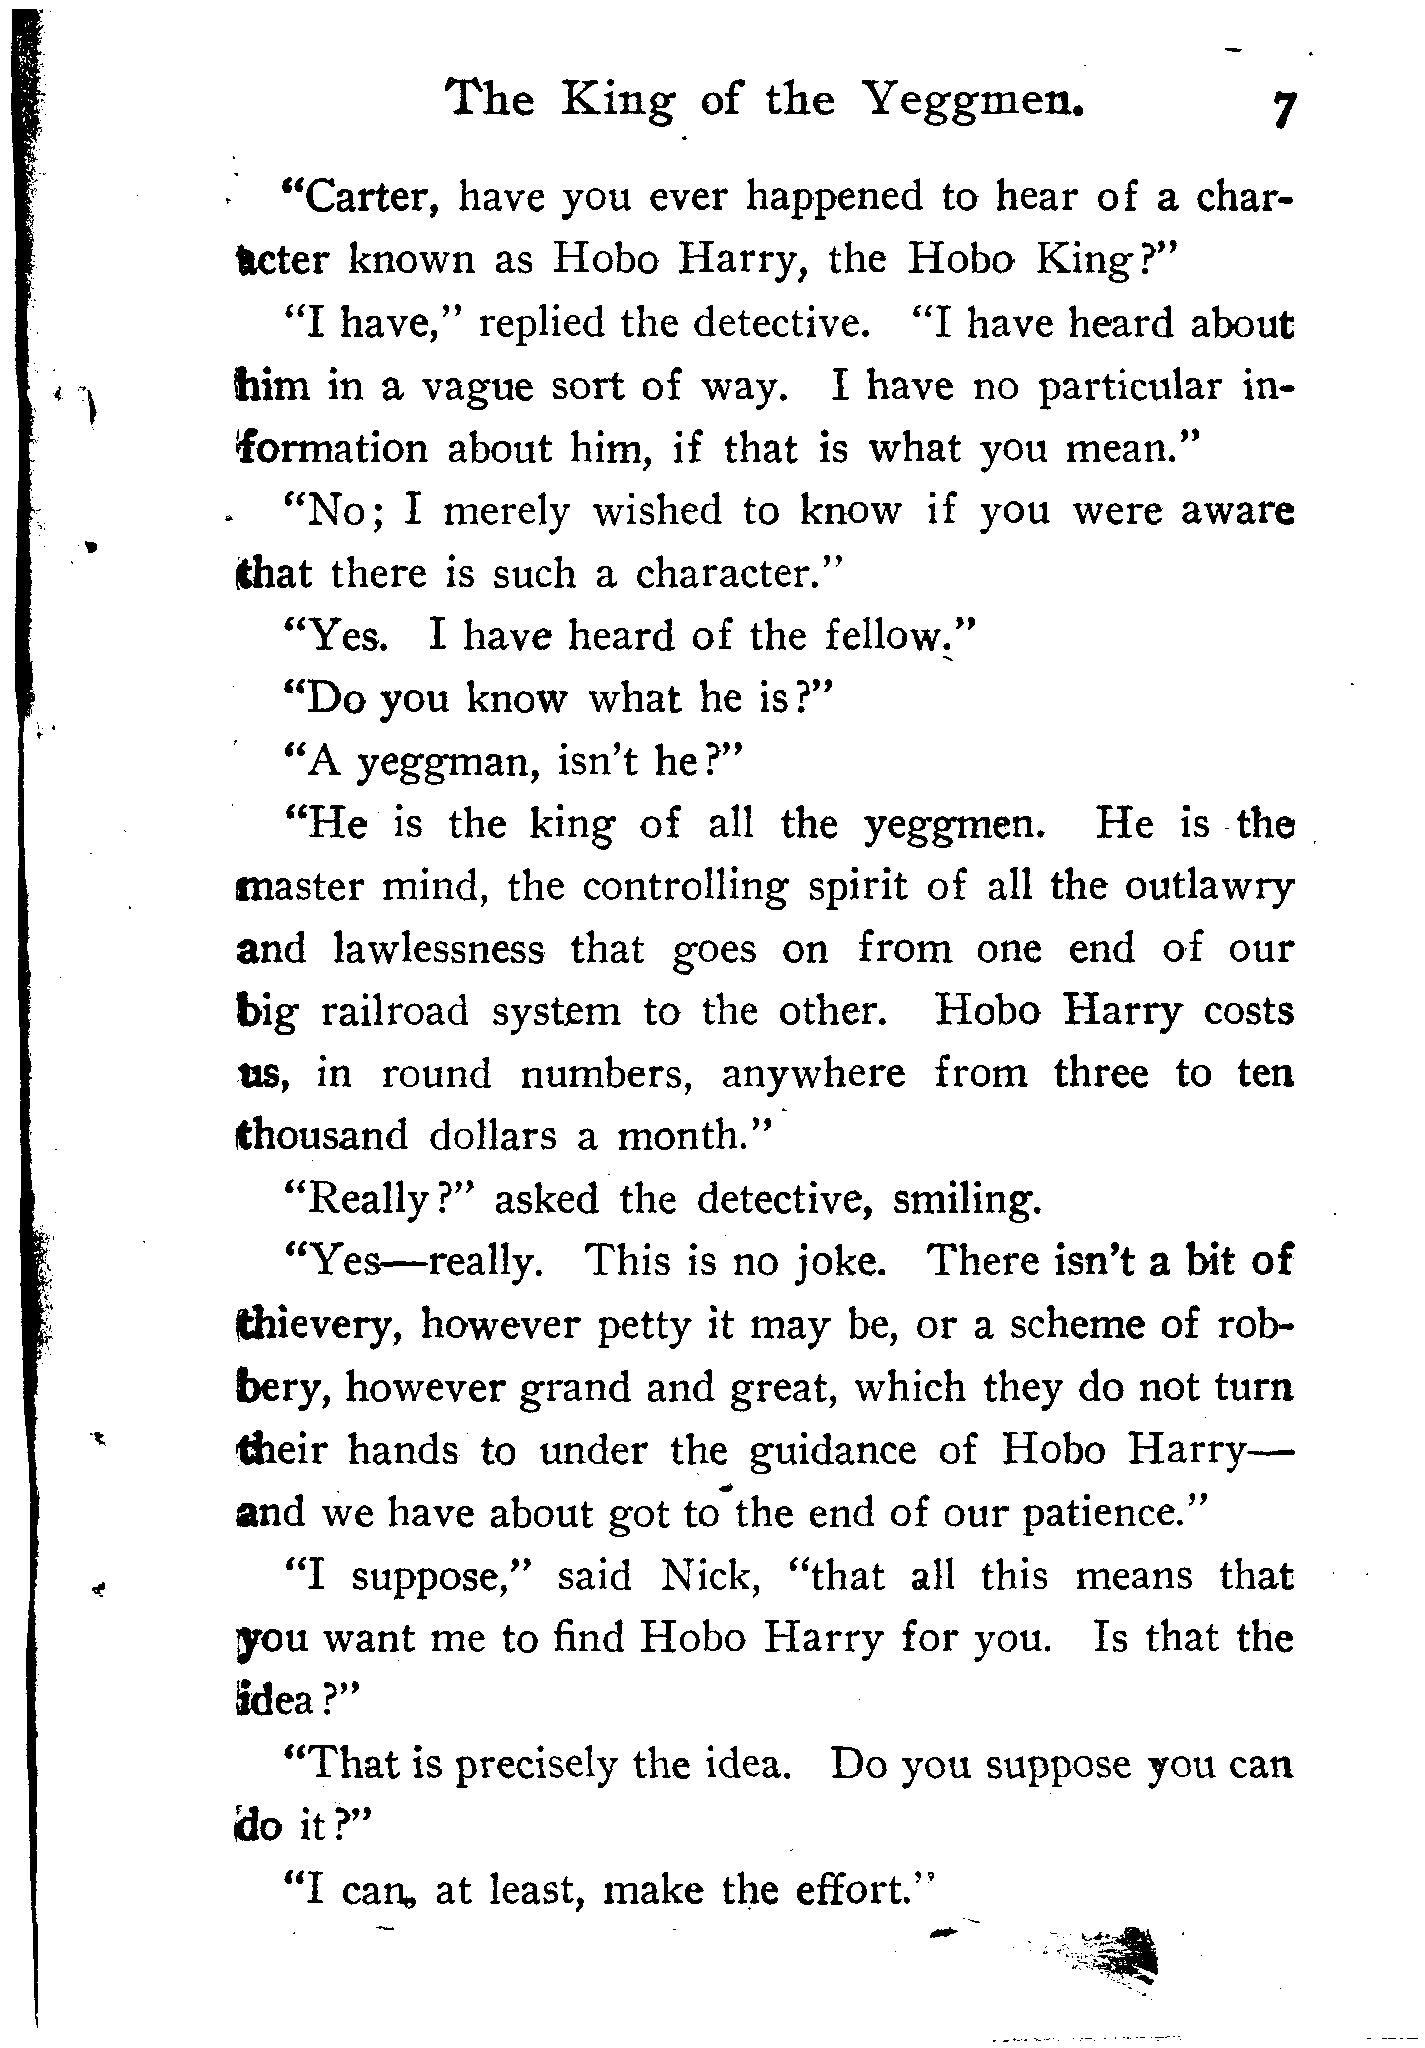 The King of the Yeggmen. 7
"Carter, have you ever happened to hear of a char-
acter known as Hobo Harry, the Hobo King?"
"I have," replied the detective. "I have heard about
him in a vague sort of way. I have no particular in-
formation about him, if that is what you mean."
"No; I merely wished to know if you were aware
that there is such a character."
"Yes. I have heard of the fellow."
"Do you know what he is?"
"A yeggman, isn't he?"
"He is the king of all the yeggmen. He is the
master mind, the controlling spirit of all the outlawry
and lawlessness that goes on from one end of our
big railroad system to the other. Hobo Harry costs
us, in round numbers, anywhere from three to ten
thousand dollars a month."
"Really?" asked the detective, smiling.
"Yes—really. This is no joke. There isn't a bit of
thievery, however petty it may be, or a scheme of rob-
bery, however grand and great, which they do not turn
their hands to under the guidance of Hobo Harry—
and we have about got to the end of our patience."
"I suppose," said Nick, "that all this means that
you want me to find Hobo Harry for you. Is that the
idea?"
"That is precisely the idea. Do you suppose you can
do it?"
"I can, at least, make the effort."